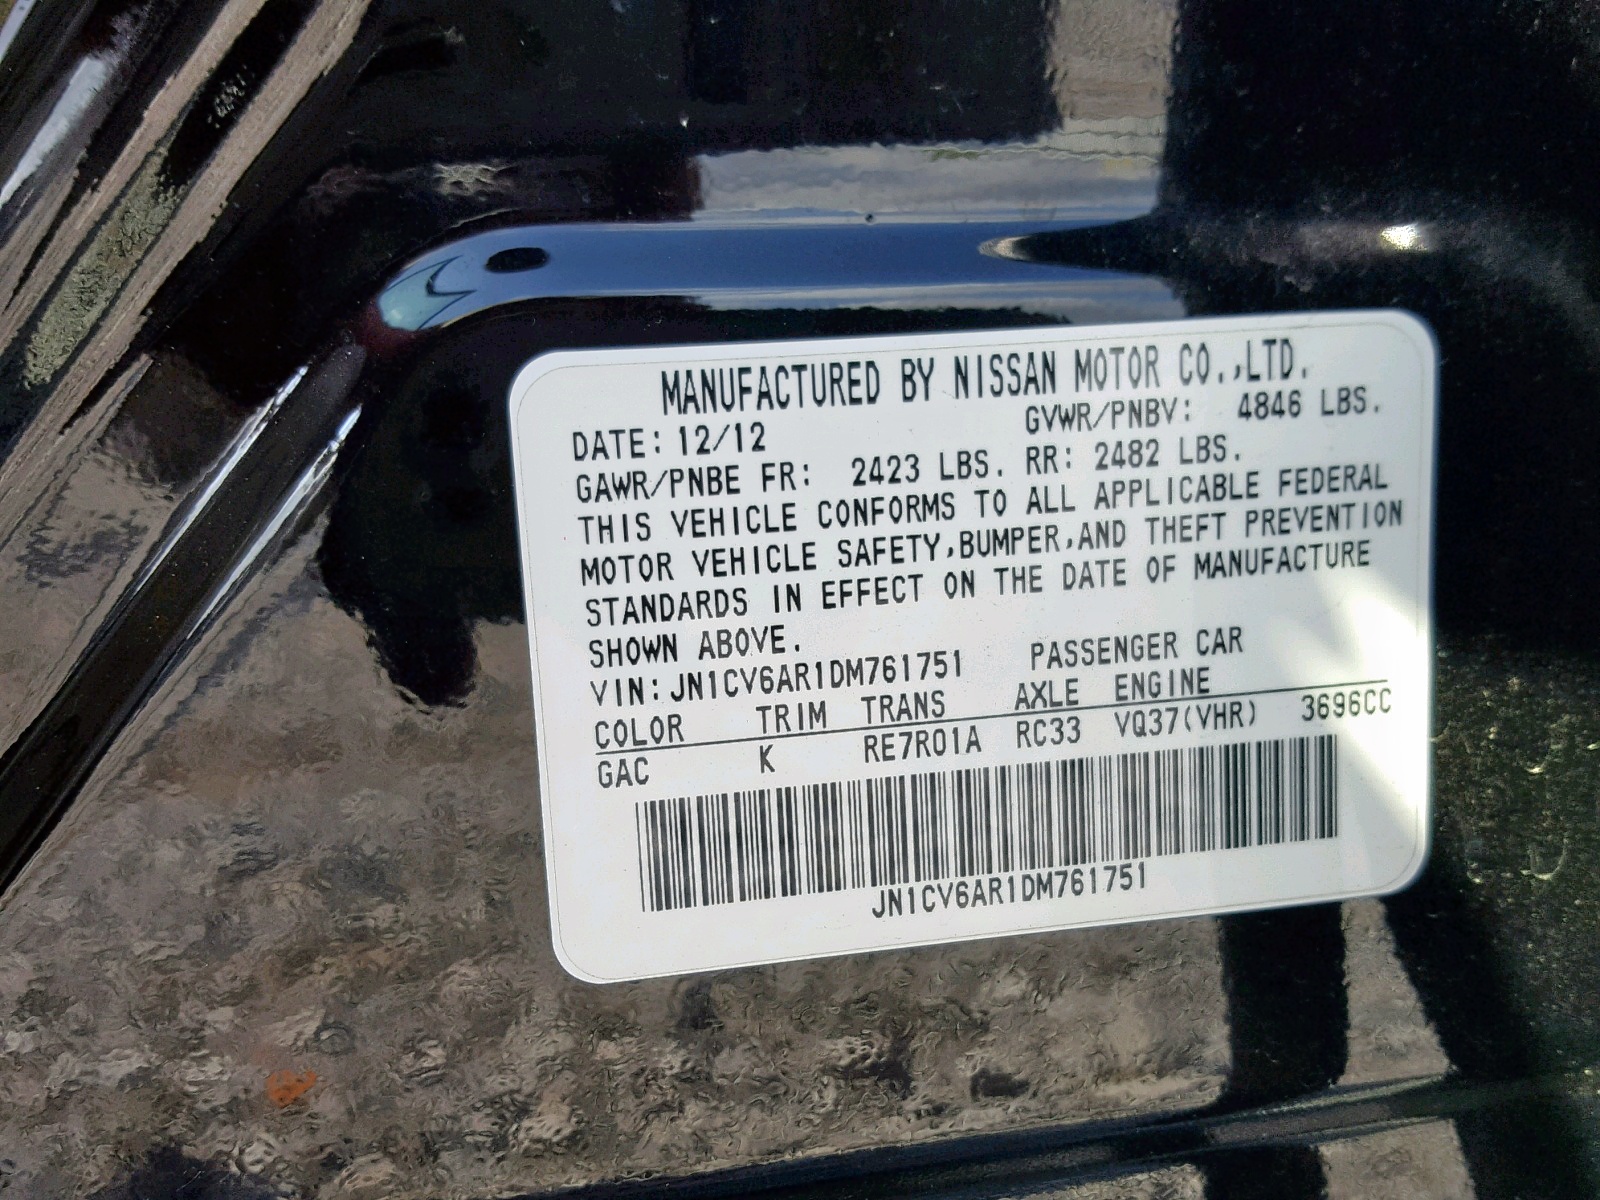 MANUFACTURED BY NISSAN MOTOR CO.,LTD.
DATE: 12/12 GVWR/PNBV: 4846 LBS.
GAWR/PNBE FR: 2423 LBS. RR: 2482 LBS.
THIS VEHICLE CONFORMS TO ALL APPLICABLE FEDERAL
MOTOR VEHICLE SAFETY,BUMPER,AND THEFT PREVENTION
STANDARDS IN EFFECT ON THE DATE OF MANUFACTURE
SHOWN ABOVE.
VIN: JN1CV6AR1DM761751 PASSENGER CAR
COLOR TRIM TRANS AXLE ENGINE
GAC K RE7R01A RC33 VQ37(VHR) 3696CC
JN1CV6AR1DM761751